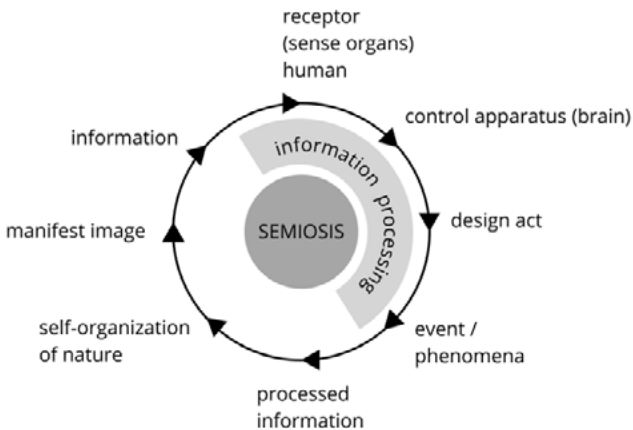 receptor
(sense organs)
human
control apparatus (brain)
design act
event /
phenomena
processed
information
self-organization
of nature
manifest image
information
information processing
SEMIOSIS